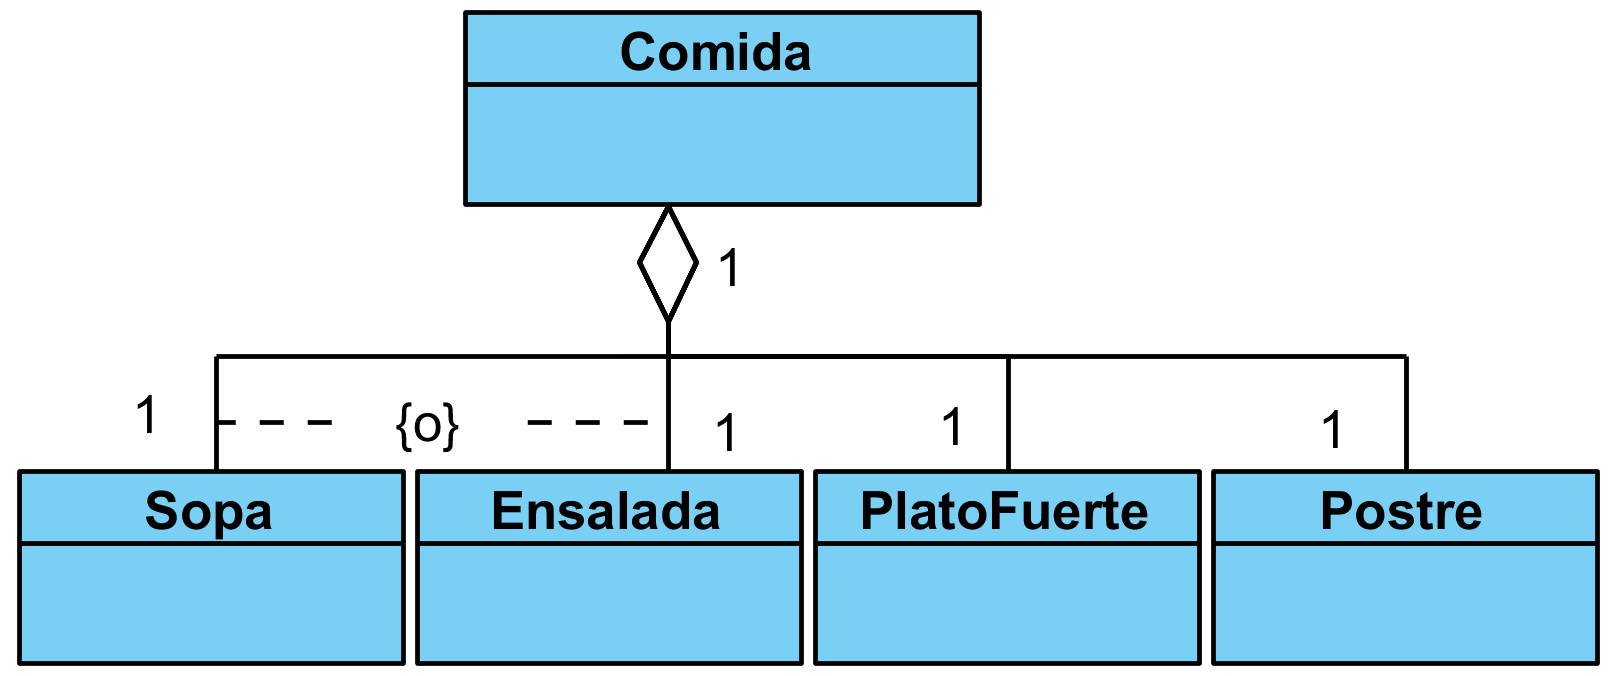 Comida
1
1
{o}
1
1
1
Sopa
Ensalada
PlatoFuerte
Postre